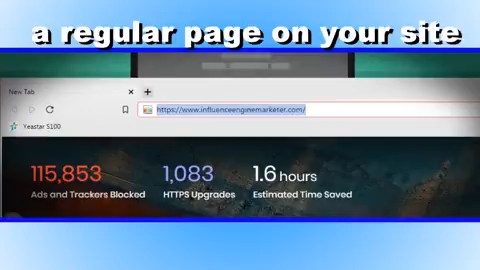 a regular page on your site
New Tab
https://www.influenceenginemarketer.com/
Yeastar S100
115,853
1,083
1.6 hours
Ads and Trackers Blocked
HTTPS Upgrades
Estimated Time Saved